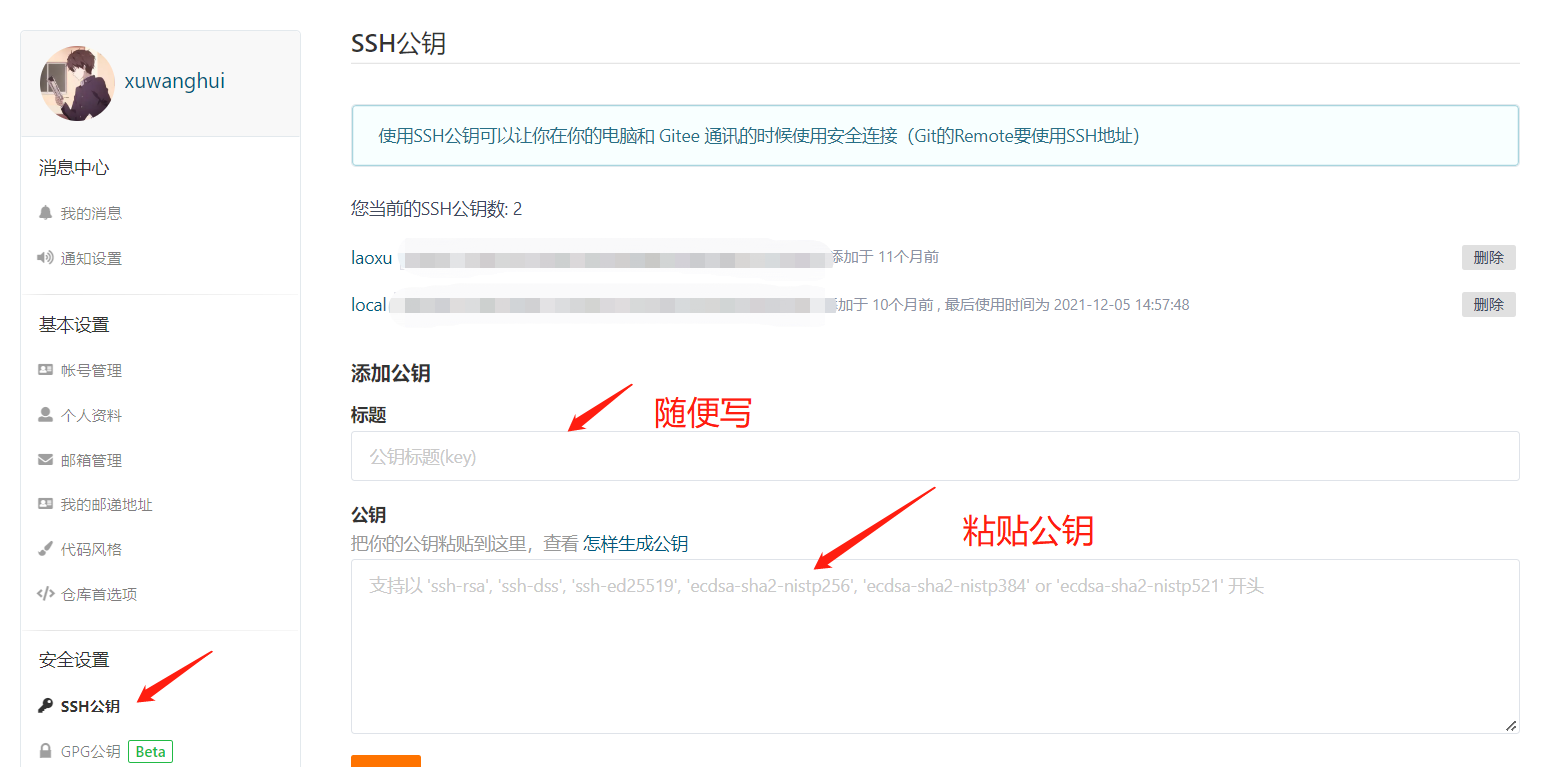 xuwanghui
消息中心
我的消息
通知设置
基本设置
帐号管理
个人资料
邮箱管理
我的邮递地址
代码风格
仓库首选项
安全设置
SSH公钥
GPG公钥 Beta
SSH公钥
使用SSH公钥可以让你在你的电脑和 Gitee 通讯的时候使用安全连接（Git的Remote要使用SSH地址）
您当前的SSH公钥数: 2
laoxu 添加于 11个月前 删除
local 加于 10个月前 , 最后使用时间为 2021-12-05 14:57:48 删除
添加公钥
标题
随便写
公钥标题(key)
公钥
把你的公钥粘贴到这里，查看 怎样生成公钥
粘贴公钥
支持以 'ssh-rsa', 'ssh-dss', 'ssh-ed25519', 'ecdsa-sha2-nistp256', 'ecdsa-sha2-nistp384' or 'ecdsa-sha2-nistp521' 开头